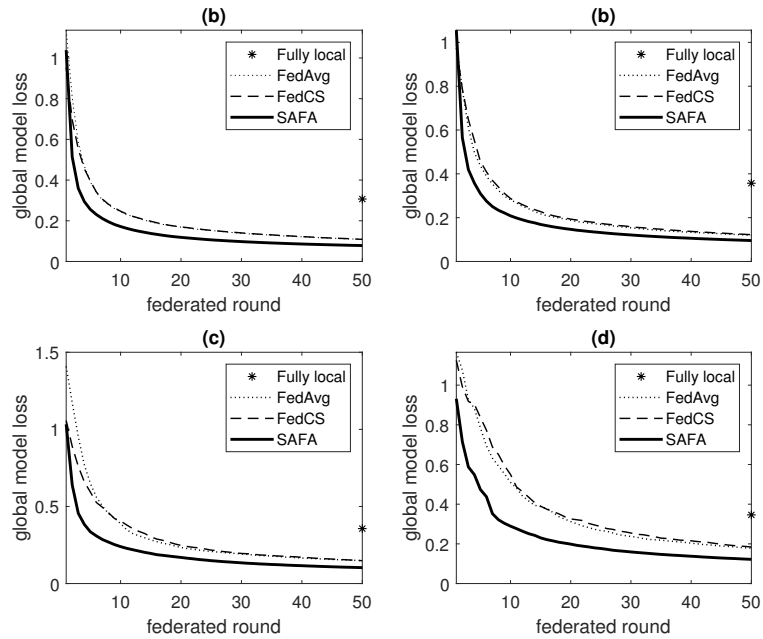 (b)
global model loss
1
0.8
0.6
0.4
0.2
0
10 20 30 40 50
federated round
Fully local
FedAvg
FedCS
SAFA
(b)
global model loss
1
0.8
0.6
0.4
0.2
0
10 20 30 40 50
federated round
Fully local
FedAvg
FedCS
SAFA
(c)
global model loss
1.5
1
0.5
0
10 20 30 40 50
federated round
Fully local
FedAvg
FedCS
SAFA
(d)
global model loss
1
0.8
0.6
0.4
0.2
0
10 20 30 40 50
federated round
Fully local
FedAvg
FedCS
SAFA